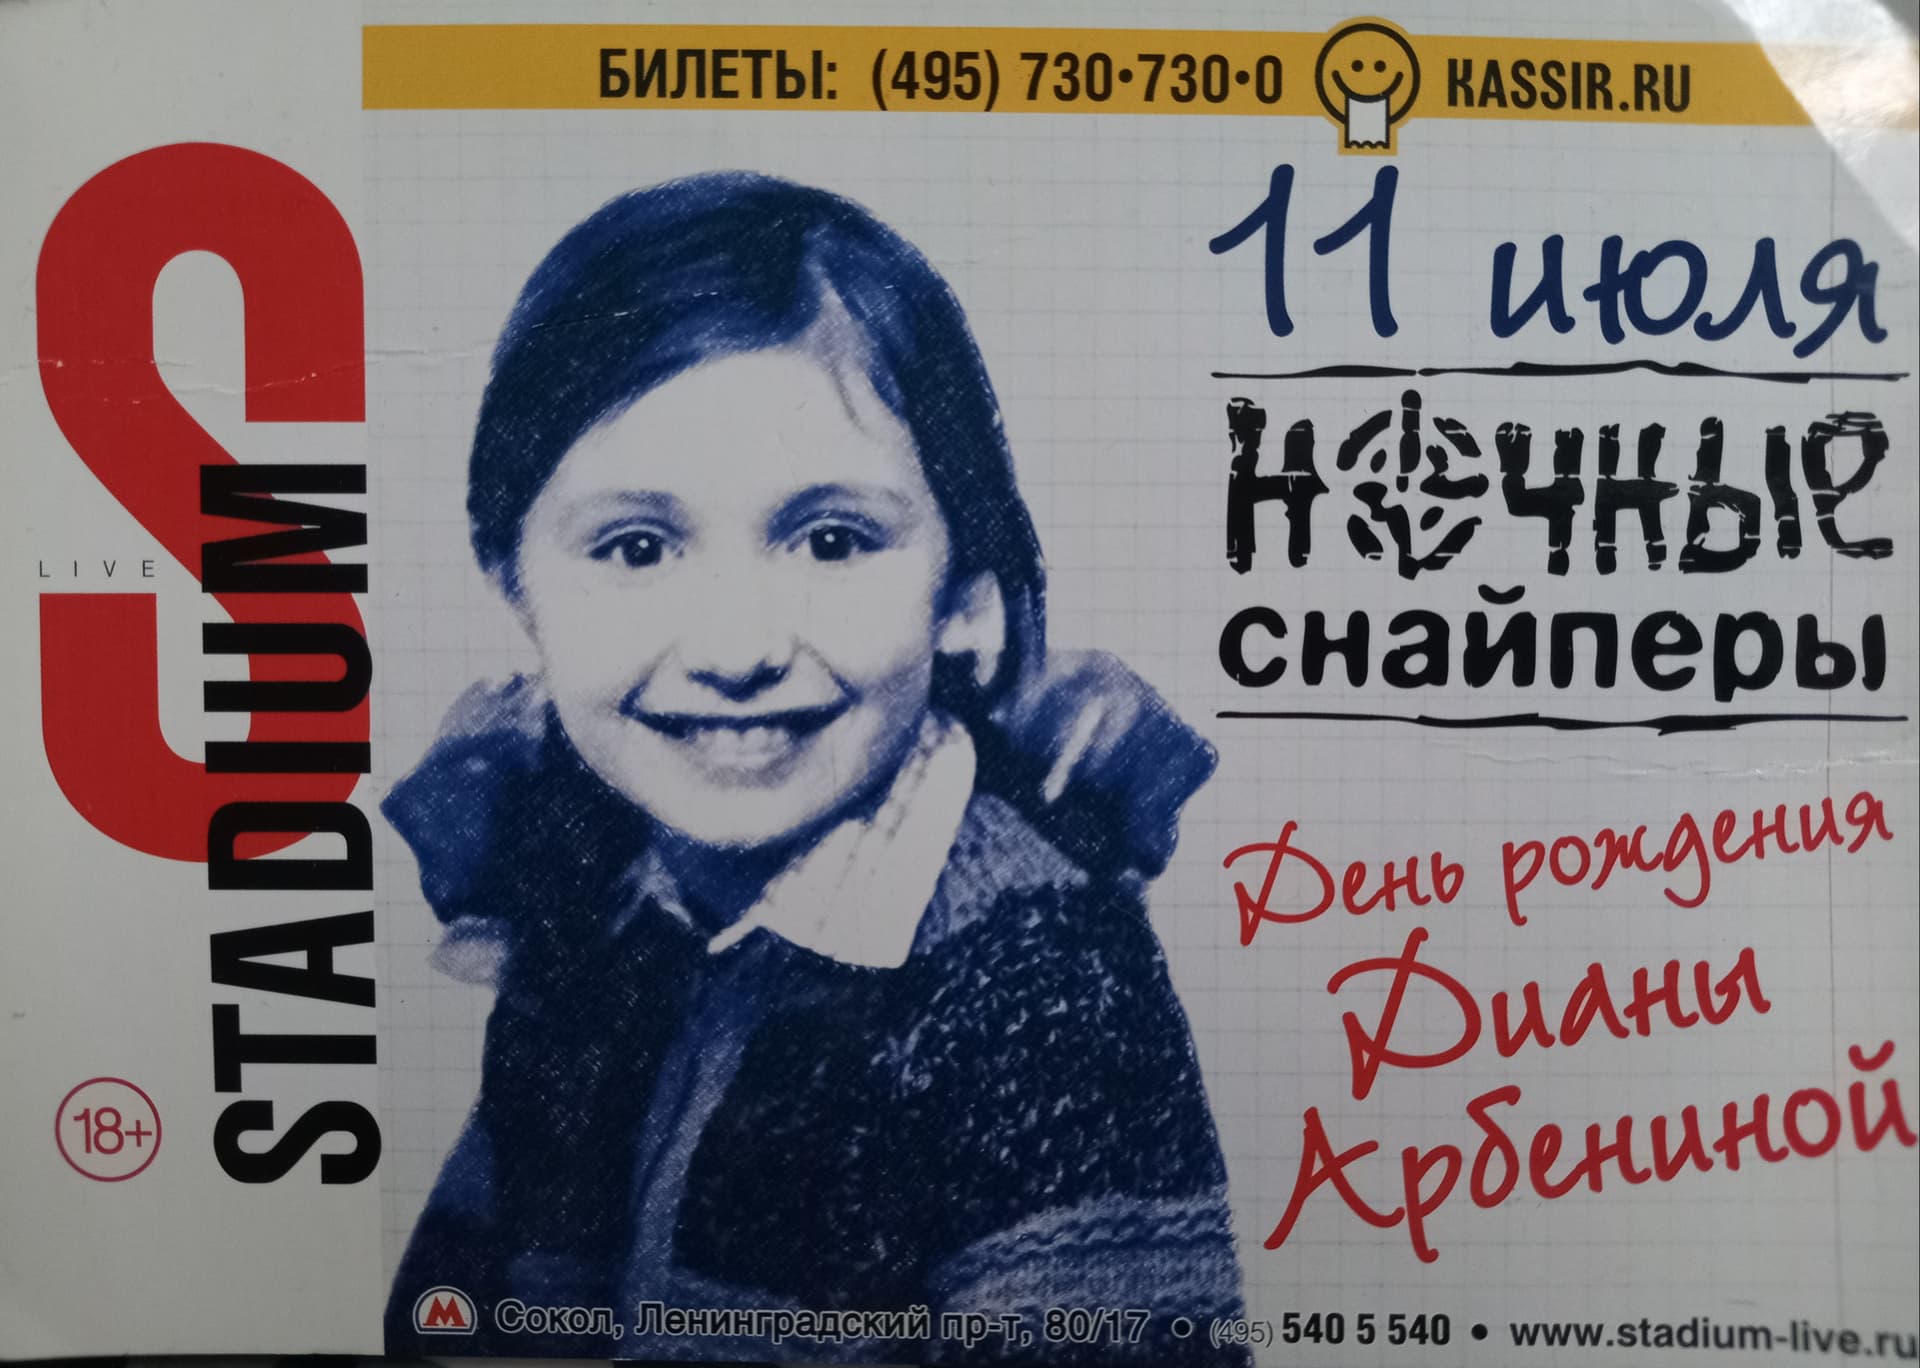 БИЛЕТЫ: (495) 730•730•0 KASSIR.RU
LIVE
STADIUM
18+
11 июля
ночные
снайперы
День рождения
Дианы
Арбениной
М Сокол, Ленинградский пр-т, 80/17 • (495) 540 5 540 • www.stadium-live.ru